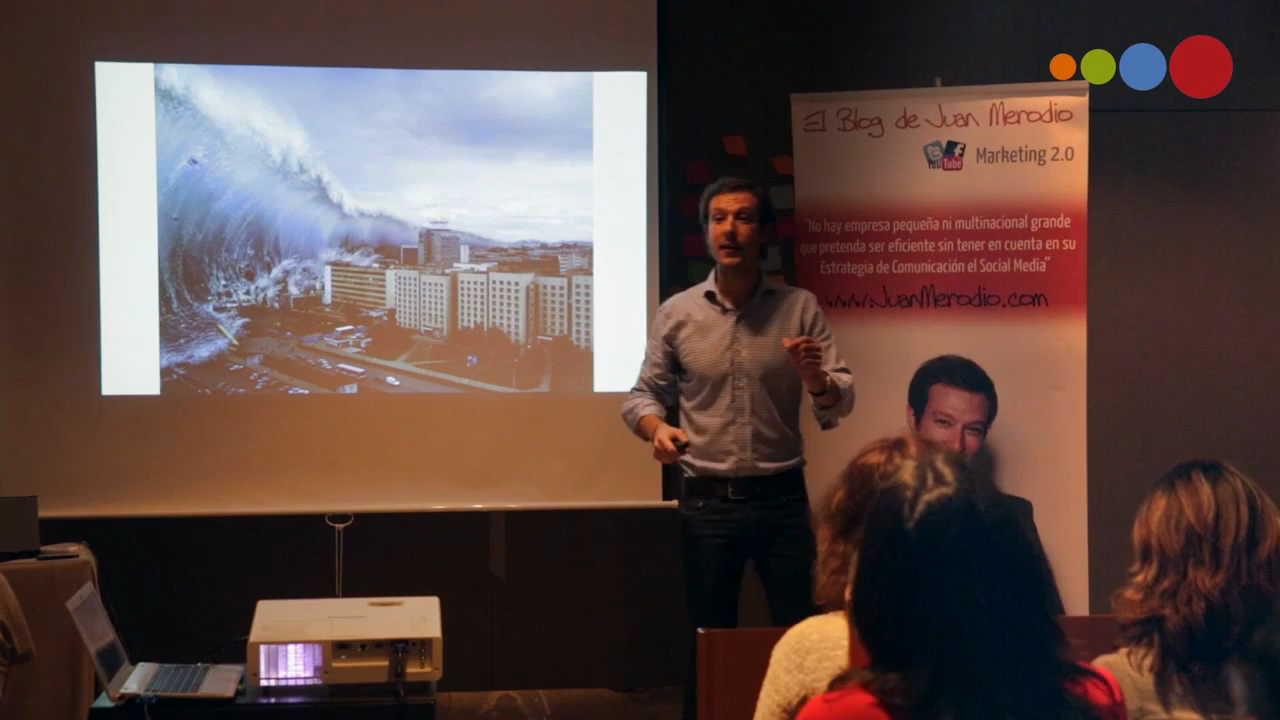 El Blog de Juan Merodio
YouTube
Marketing 2.0
"No hay empresa pequeña ni multinacional grande
que pretenda ser eficiente sin tener en cuenta en su
Estrategia de Comunicación el Social Media"
www.JuanMerodio.com